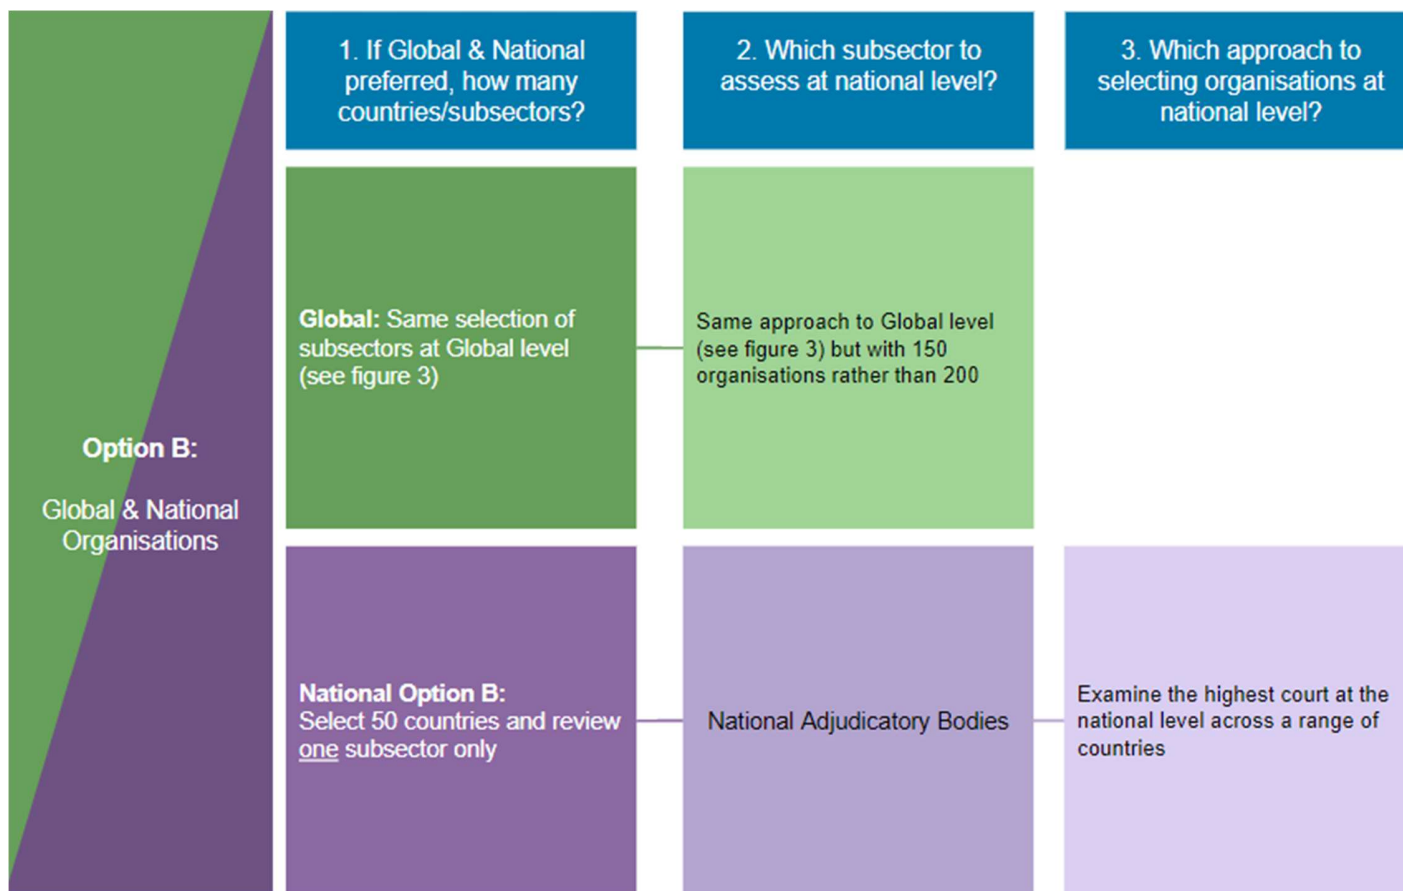 1. If Global & National
preferred, how many
countries/subsectors?
2. Which subsector to
assess at national level?
3. Which approach to
selecting organisations at
national level?
Option B:
Global & National
Organisations
Global: Same selection of
subsectors at Global level
(see figure 3)
Same approach to Global level
(see figure 3) but with 150
organisations rather than 200
National Option B:
Select 50 countries and review
one subsector only
National Adjudicatory Bodies
Examine the highest court at the
national level across a range of
countries